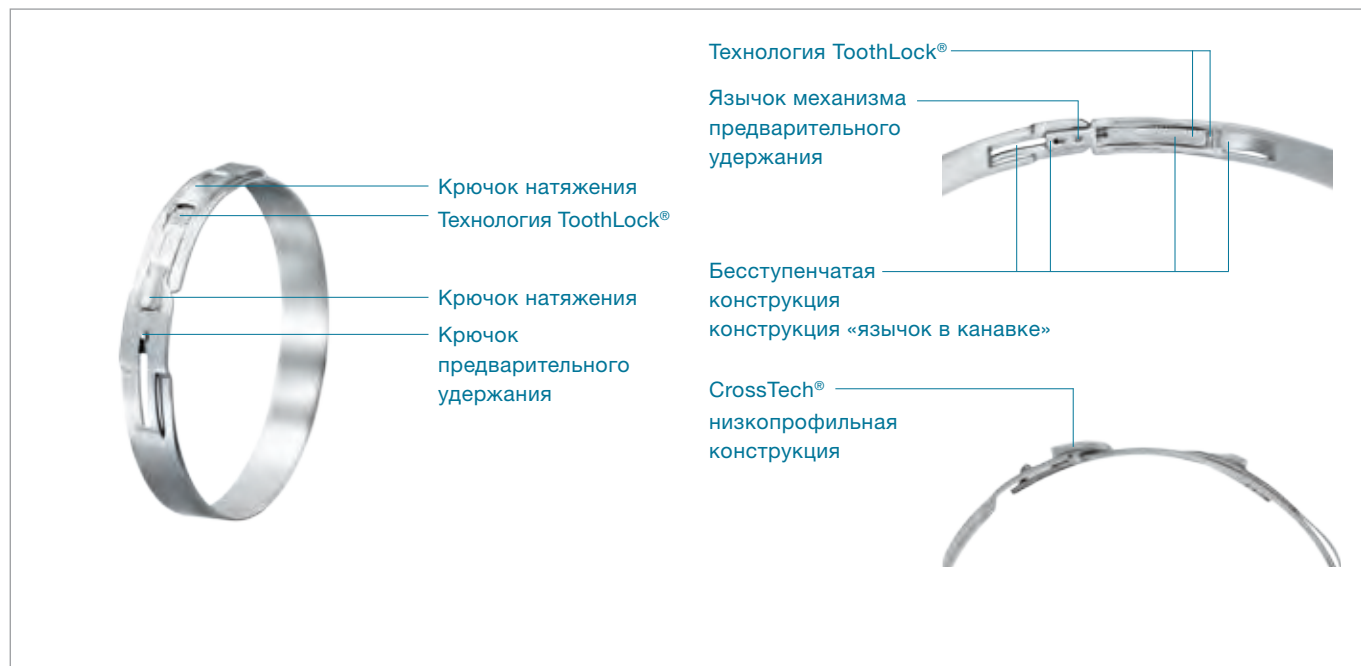 Крючок натяжения
Технология ToothLock®
Крючок натяжения
Крючок
предварительного
удержания
Технология ToothLock®
Язычок механизма
предварительного
удержания
Бесступенчатая
конструкция
конструкция «язычок в канавке»
CrossTech®
низкопрофильная
конструкция